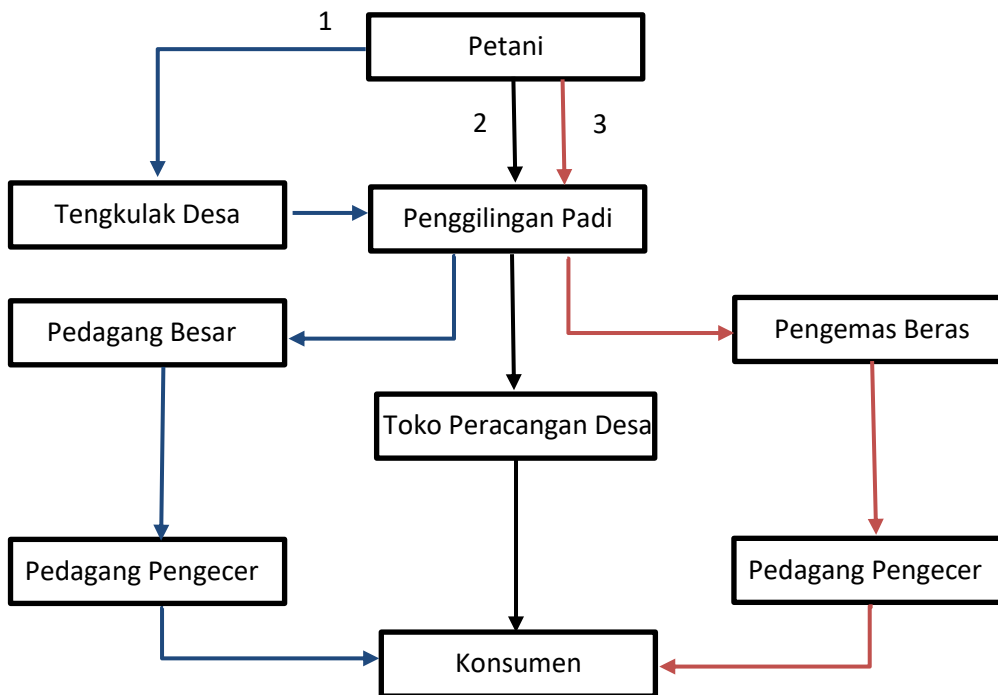 1
Petani
2
3
Tengkulak Desa
Penggilingan Padi
Pedagang Besar
Pengemas Beras
Toko Peracangan Desa
Pedagang Pengecer
Pedagang Pengecer
Konsumen